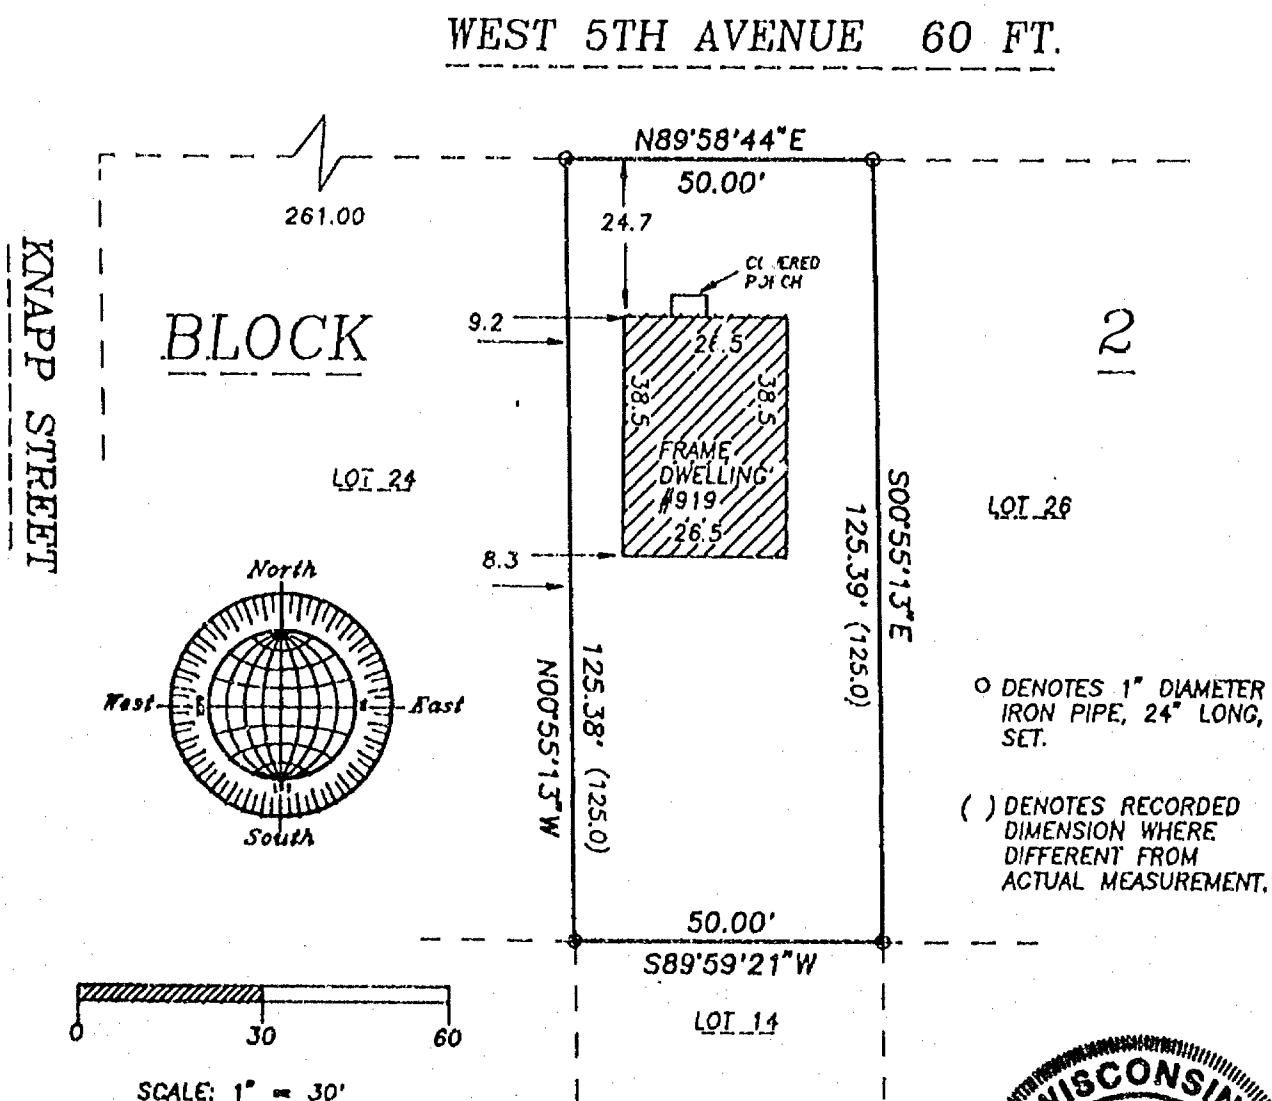 WEST 5TH AVENUE 60 FT.
N89°58'44"E
50.00'
261.00
24.7
COVERED
PORCH
KNAPP STREET
BLOCK
2
9.2
26.5
38.5
38.5
FRAME
DWELLING
#919
26.5
LOT 24
LOT 26
8.3
S00°55'13"E
125.39' (125.0)
North
West
East
South
125.38' (125.0)
N00°55'13"W
O DENOTES 1" DIAMETER
IRON PIPE, 24" LONG,
SET.
( ) DENOTES RECORDED
DIMENSION WHERE
DIFFERENT FROM
ACTUAL MEASUREMENT.
50.00'
S89°59'21"W
LOT 14
0 30 60
SCALE: 1" = 30'
WISCONSIN